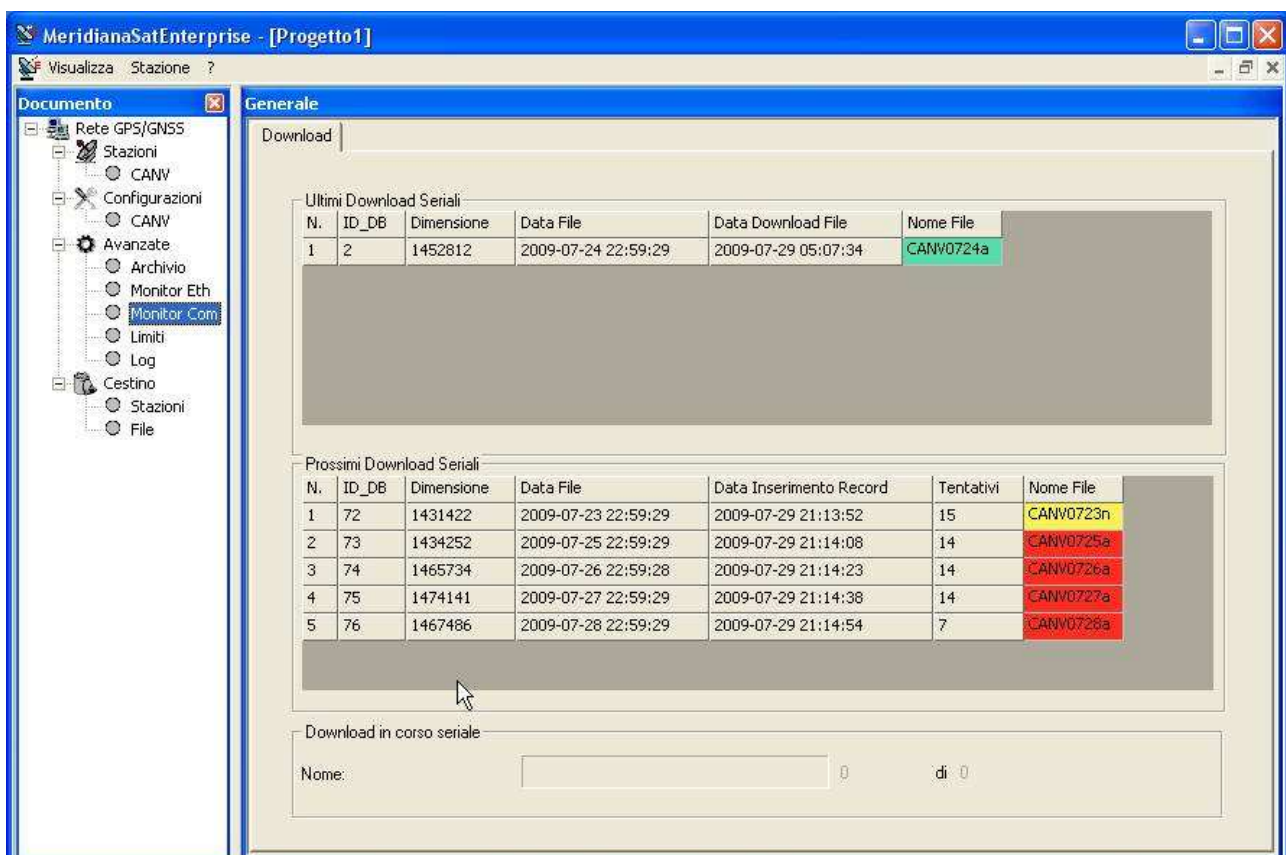 MeridianaSatEnterprise - [Progetto1]
Visualizza Stazione ?
Documento
Rete GPS/GNSS
Stazioni
CANV
Configurazioni
CANV
Avanzate
Archivio
Monitor Eth
Monitor Com
Limiti
Log
Cestino
Stazioni
File
Generale
Download
Ultimi Download Seriali
N. ID_DB Dimensione Data File Data Download File Nome File
1 2 1452812 2009-07-24 22:59:29 2009-07-29 05:07:34 CANV0724a
Prossimi Download Seriali
N. ID_DB Dimensione Data File Data Inserimento Record Tentativi Nome File
1 72 1431422 2009-07-23 22:59:29 2009-07-29 21:13:52 15 CANV0723n
2 73 1434252 2009-07-25 22:59:29 2009-07-29 21:14:08 14 CANV0725a
3 74 1465734 2009-07-26 22:59:28 2009-07-29 21:14:23 14 CANV0726a
4 75 1474141 2009-07-27 22:59:29 2009-07-29 21:14:38 14 CANV0727a
5 76 1467486 2009-07-28 22:59:29 2009-07-29 21:14:54 7 CANV0728a
Download in corso seriale
Nome: 0 di 0